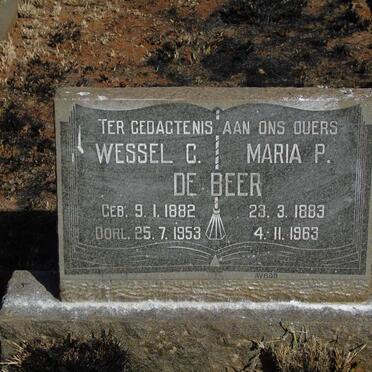 TER GEDACTENIS AAN ONS OUERS
WESSEL C. MARIA P.
DE BEER
GEB. 9.1.1882 23.3.1883
OORL. 25.7.1953 4.11.1963